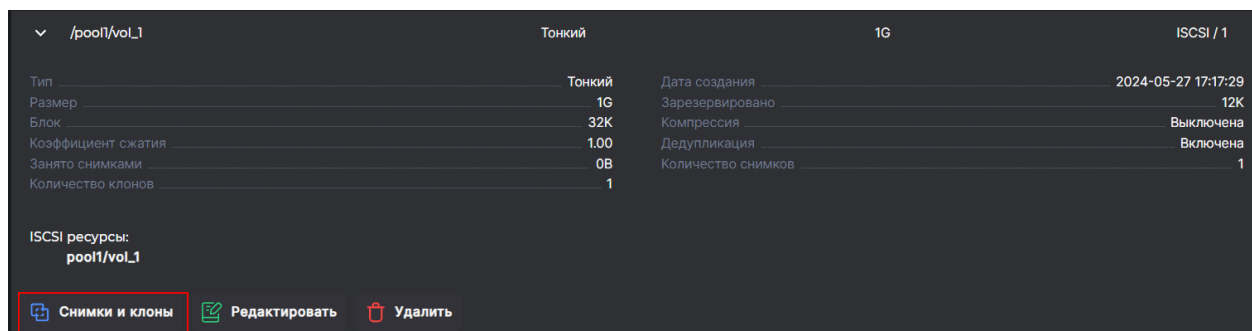 /pool1/vol_1 Тонкий 1G ISCSI / 1
Тип Тонкий Дата создания 2024-05-27 17:17:29
Размер 1G Зарезервировано 12K
Блок 32K Компрессия Выключена
Коэффициент сжатия 1.00 Дедупликация Включена
Занято снимками 0B Количество снимков 1
Количество клонов 1
ISCSI ресурсы:
pool1/vol_1
Снимки и клоны Редактировать Удалить